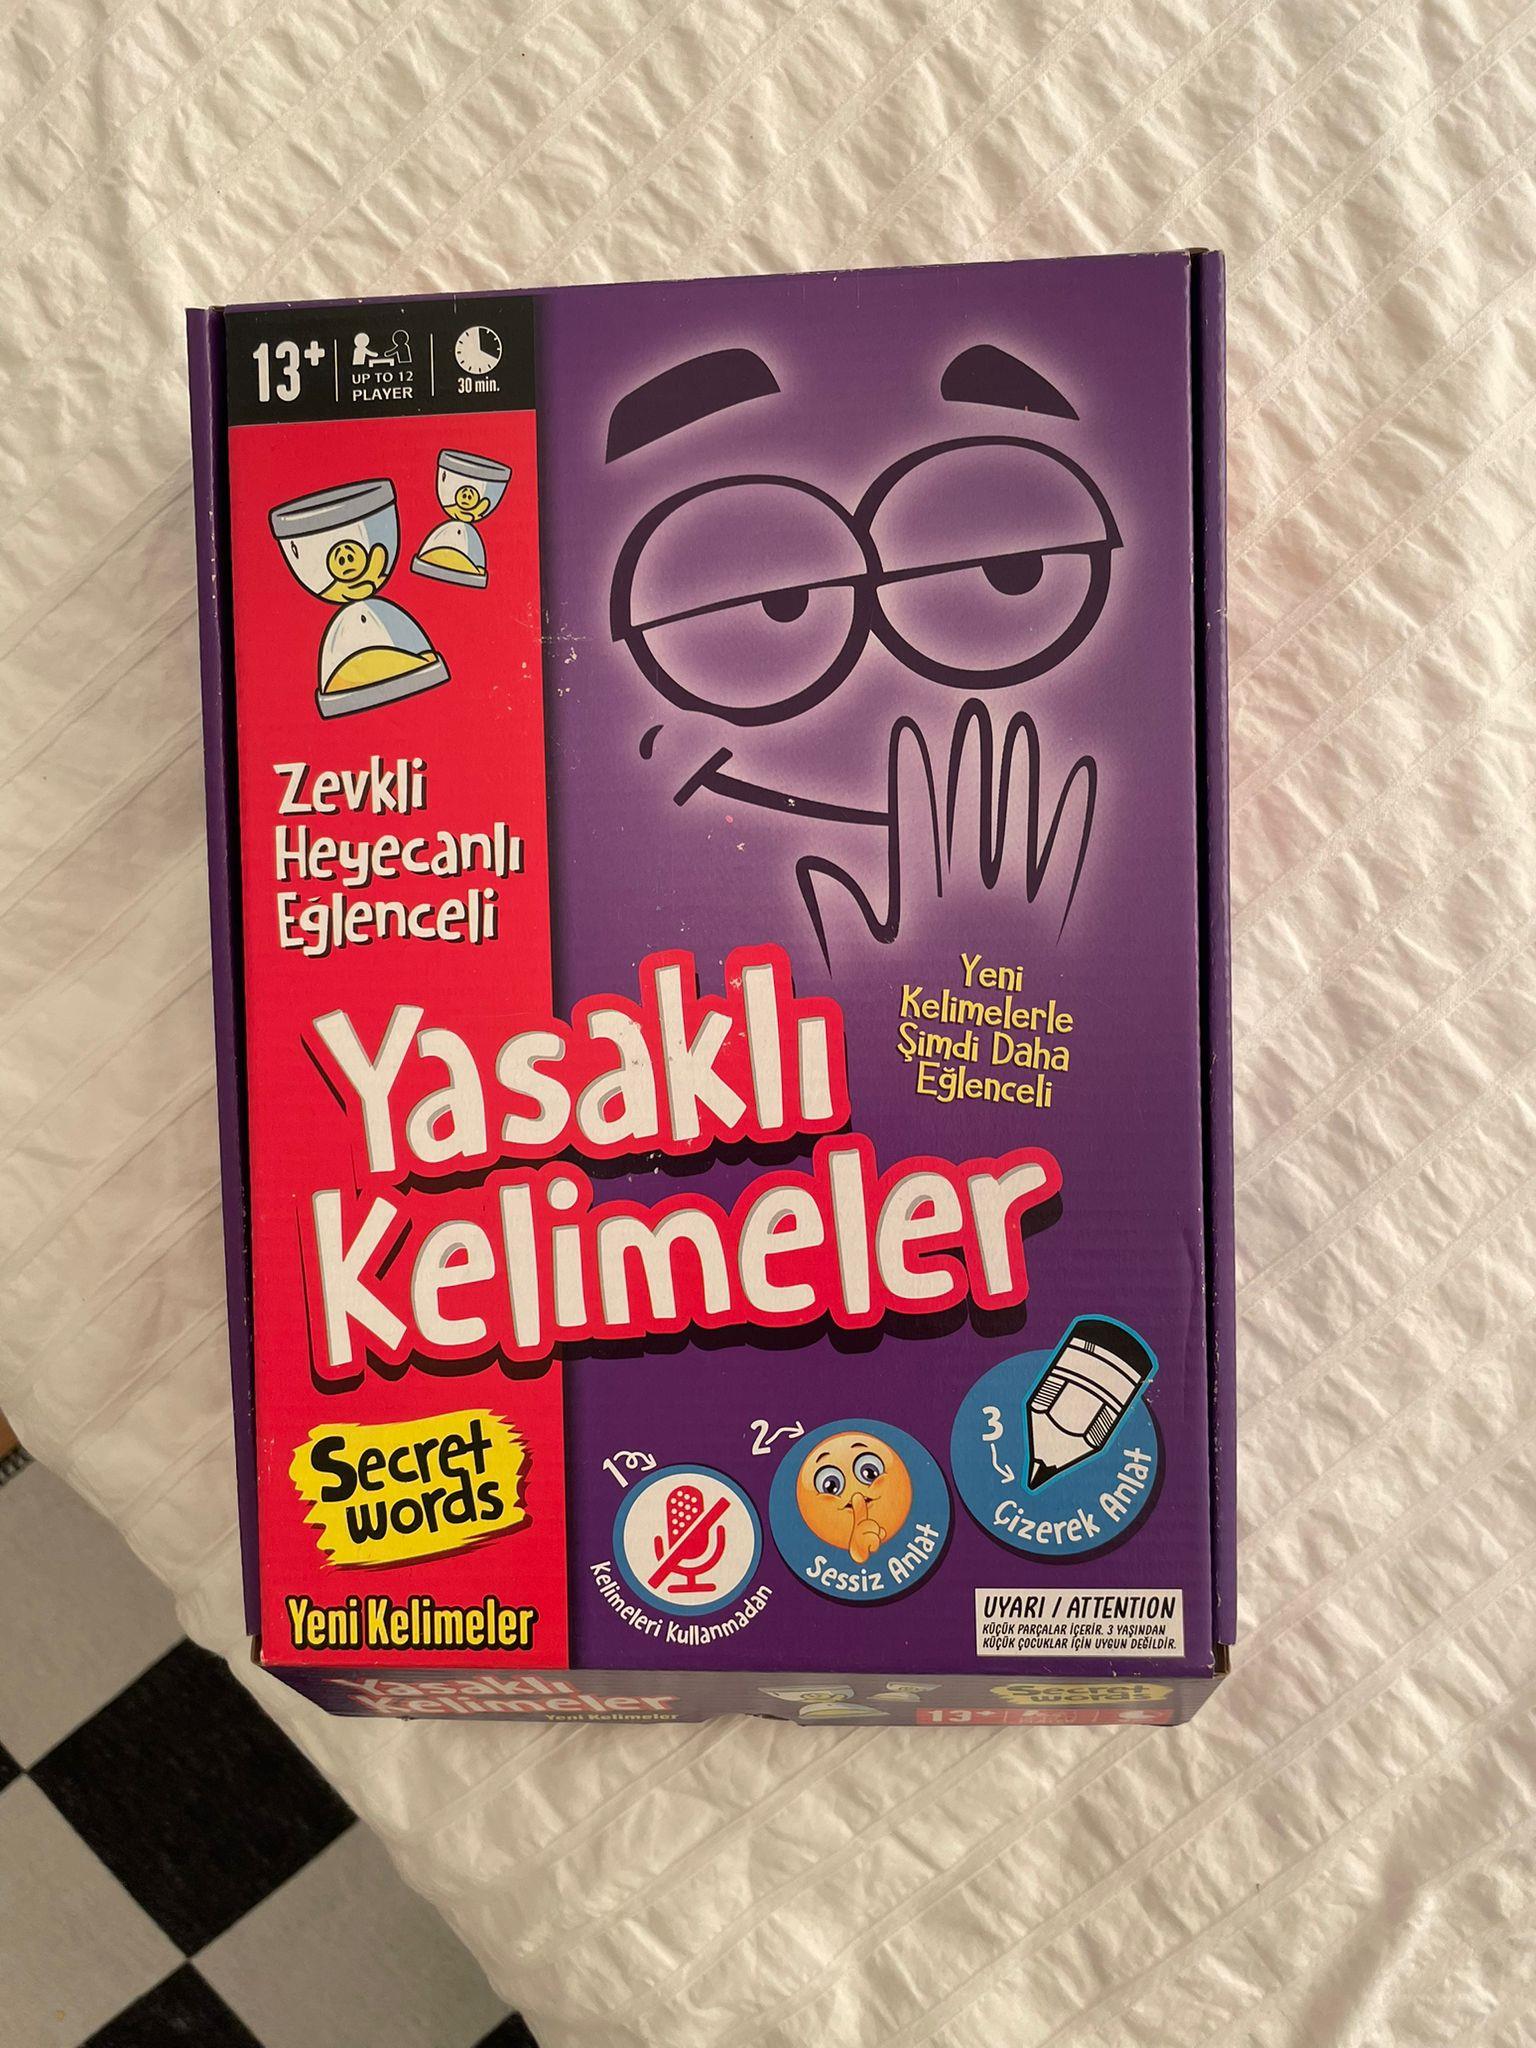 13+
UP TO 12
PLAYER
30 min.
Zevkli
Heyecanlı
Eğlenceli
Yeni
Kelimelerle
Şimdi Daha
Eğlenceli
Yasaklı
Kelimeler
Secret
words
Yeni Kelimeler
1
Kelimeleri Kullanmadan
2
Sessiz Anlat
3
Çizerek Anlat
UYARI / ATTENTION
KÜÇÜK PARÇALAR İÇERİR. 3 YAŞINDAN
KÜÇÜK ÇOCUKLAR İÇİN UYGUN DEĞİLDİR.
Yasaklı
Kelimeler
Yeni Kelimeler
Secret
words
13+